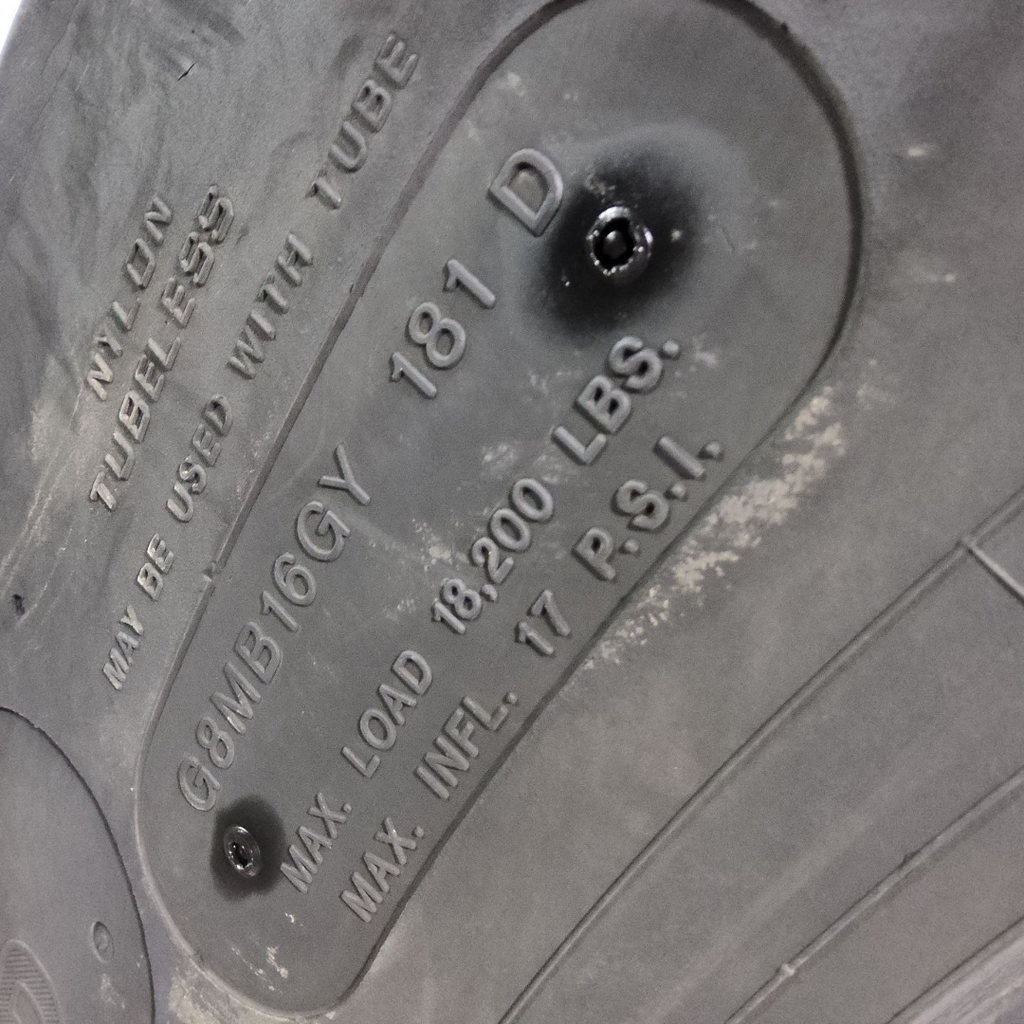 NYLON
TUBELESS
MAY BE USED WITH TUBE
G8MB16GY 181 D
MAX. LOAD 18,200 LBS.
MAX. INFL. 17 P.S.I.